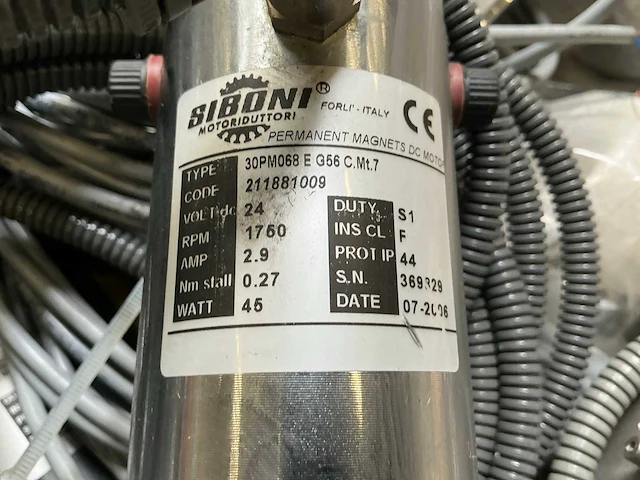 SIBONI ®
MOTORIDUTTORI
FORLI' - ITALY
CE
PERMANENT MAGNETS DC MOTOR
TYPE 30PM068 E G56 C.Mt.7
CODE 211881009
VOLT dc 24
RPM 1750
AMP 2.9
Nm stall 0.27
WATT 45
DUTY S1
INS CL F
PROT IP 44
S.N.
DATE